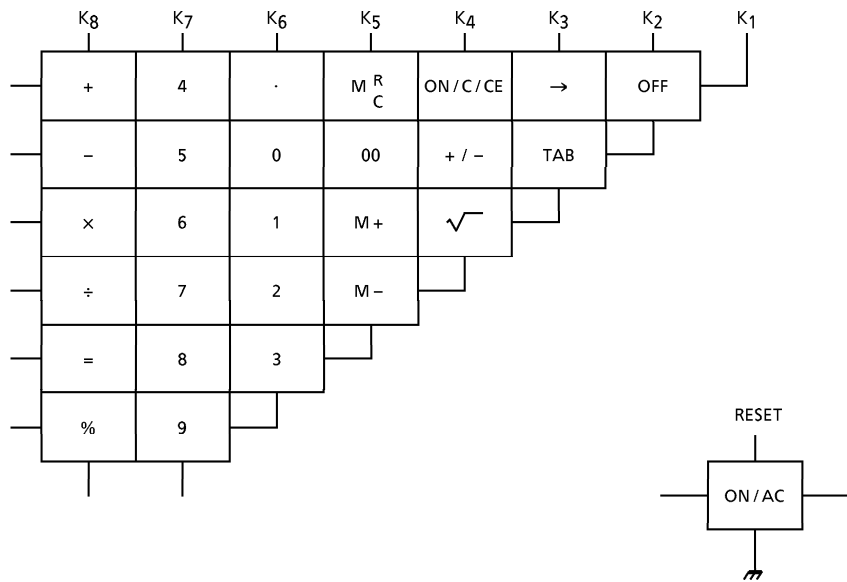 K8 K7 K6 K5 K4 K3 K2 K1
+ 4 · M R C ON/C/CE → OFF
− 5 0 00 +/− TAB
× 6 1 M+ √
÷ 7 2 M−
= 8 3
% 9
RESET
ON/AC